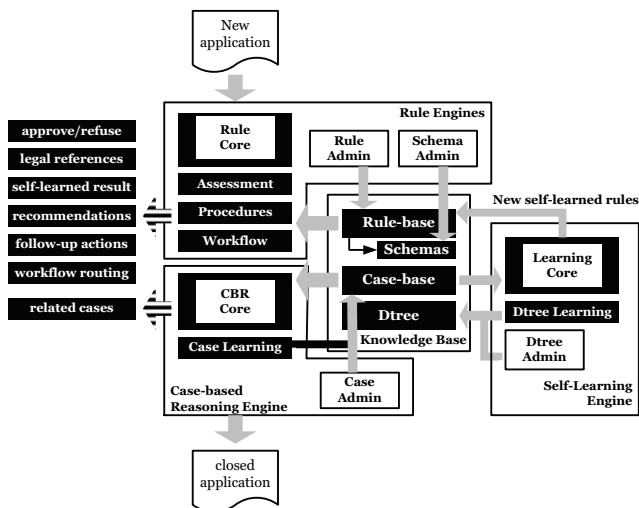 New
application
Rule Engines
approve/refuse
legal references
self-learned result
recommendations
follow-up actions
workflow routing
related cases
Rule
Core
Assessment
Procedures
Workflow
Rule
Admin
Schema
Admin
Rule-base
Schemas
Case-base
Dtree
Knowledge Base
New self-learned rules
Learning
Core
Dtree Learning
Dtree
Admin
Self-Learning
Engine
CBR
Core
Case Learning
Case-based
Reasoning Engine
Case
Admin
closed
application